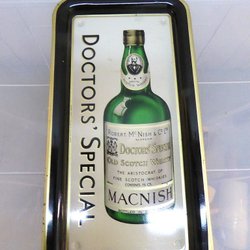 DOCTORS' SPECIAL
ROBERT McNISH & Co. LTD.
DOCTORS' SPECIAL
OLD SCOTCH WHISKY
THE ARISTOCRAT OF
FINE SCOTCH WHISKIES
MACNISH